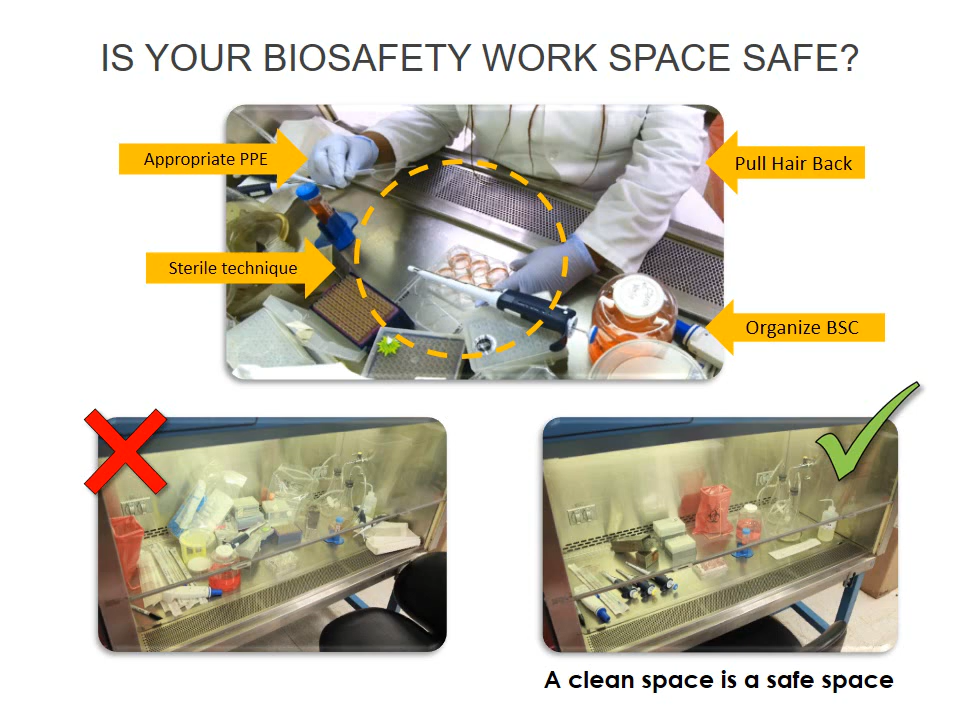 IS YOUR BIOSAFETY WORK SPACE SAFE?
Appropriate PPE
Pull Hair Back
Sterile technique
Organize BSC
A clean space is a safe space